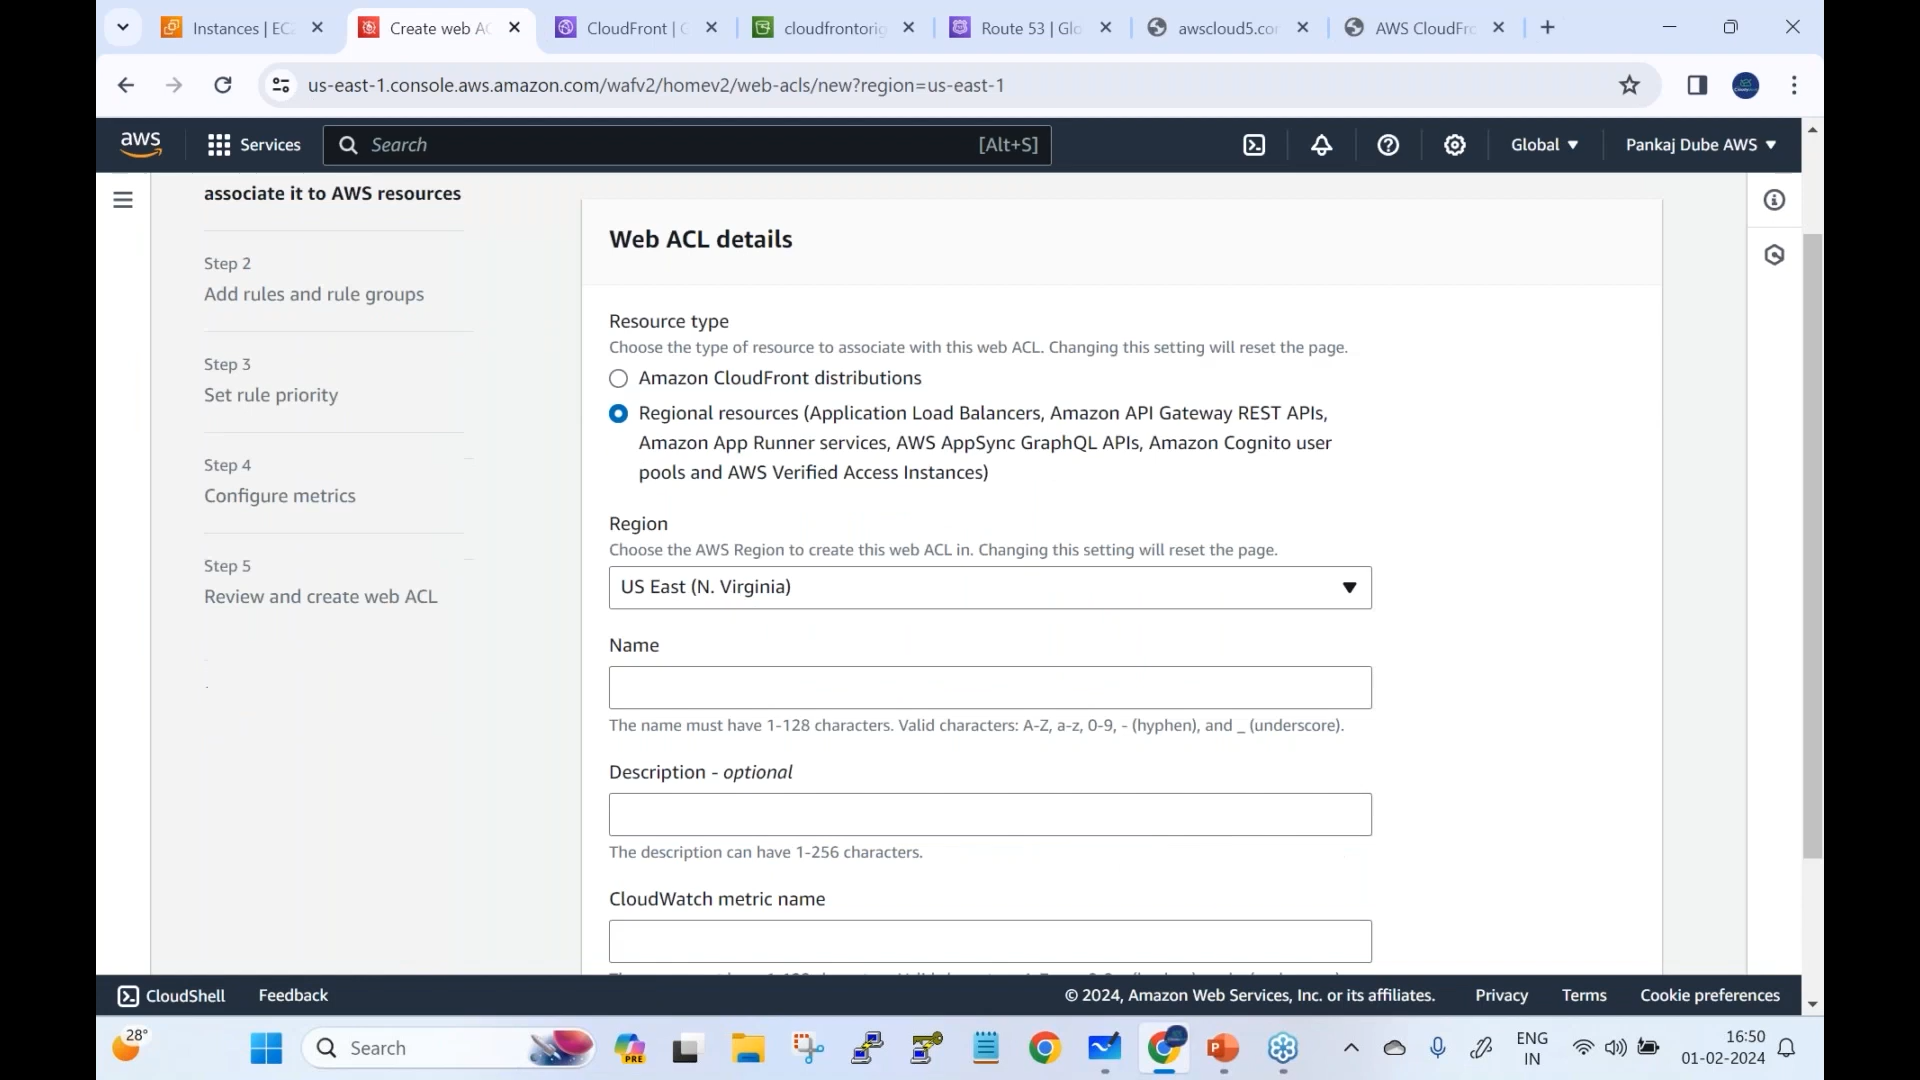 Instances | EC2
Create web AC
CloudFront | G
cloudfrontorig
Route 53 | Glo
awscloud5.co
AWS CloudFr
us-east-1.console.aws.amazon.com/wafv2/homev2/web-acls/new?region=us-east-1
aws
Services
Search
[Alt+S]
Global
Pankaj Dube AWS
associate it to AWS resources
Step 2
Add rules and rule groups
Step 3
Set rule priority
Step 4
Configure metrics
Step 5
Review and create web ACL
Web ACL details
Resource type
Choose the type of resource to associate with this web ACL. Changing this setting will reset the page.
Amazon CloudFront distributions
Regional resources (Application Load Balancers, Amazon API Gateway REST APIs,
Amazon App Runner services, AWS AppSync GraphQL APIs, Amazon Cognito user
pools and AWS Verified Access Instances)
Region
Choose the AWS Region to create this web ACL in. Changing this setting will reset the page.
US East (N. Virginia)
Name
The name must have 1-128 characters. Valid characters: A-Z, a-z, 0-9, - (hyphen), and _ (underscore).
Description - optional
The description can have 1-256 characters.
CloudWatch metric name
CloudShell
Feedback
© 2024, Amazon Web Services, Inc. or its affiliates.
Privacy
Terms
Cookie preferences
28°
Search
PRE
ENG
IN
16:50
01-02-2024